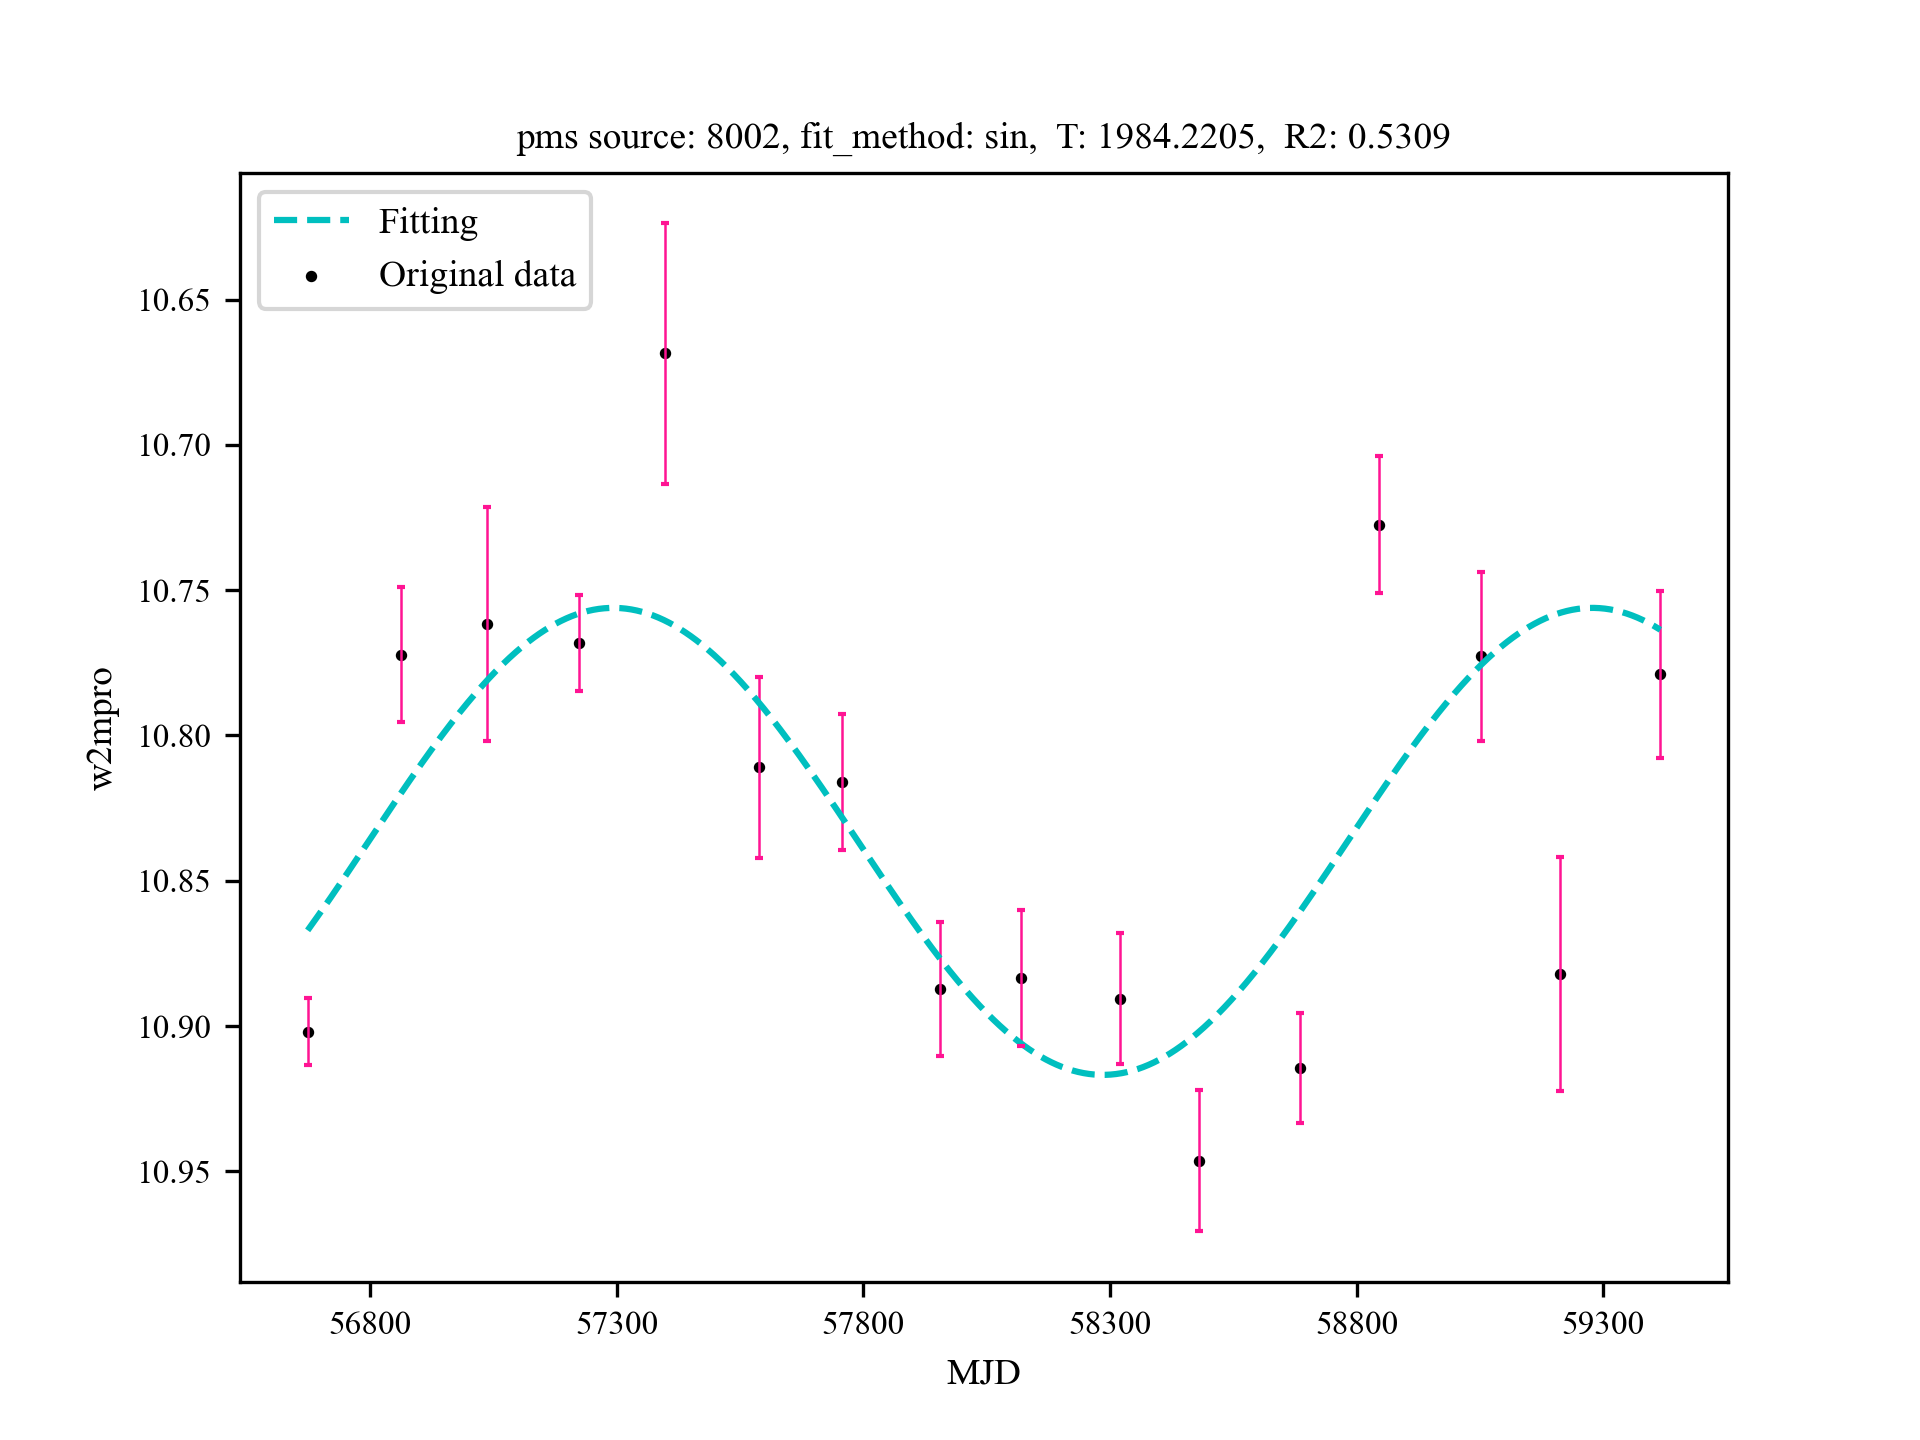 pms source: 8002, fit_method: sin,  T: 1984.2205,  R2: 0.5309
Fitting
Original data
10.65
10.70
10.75
10.80
10.85
10.90
10.95
w2mpro
56800 57300 57800 58300 58800 59300
MJD